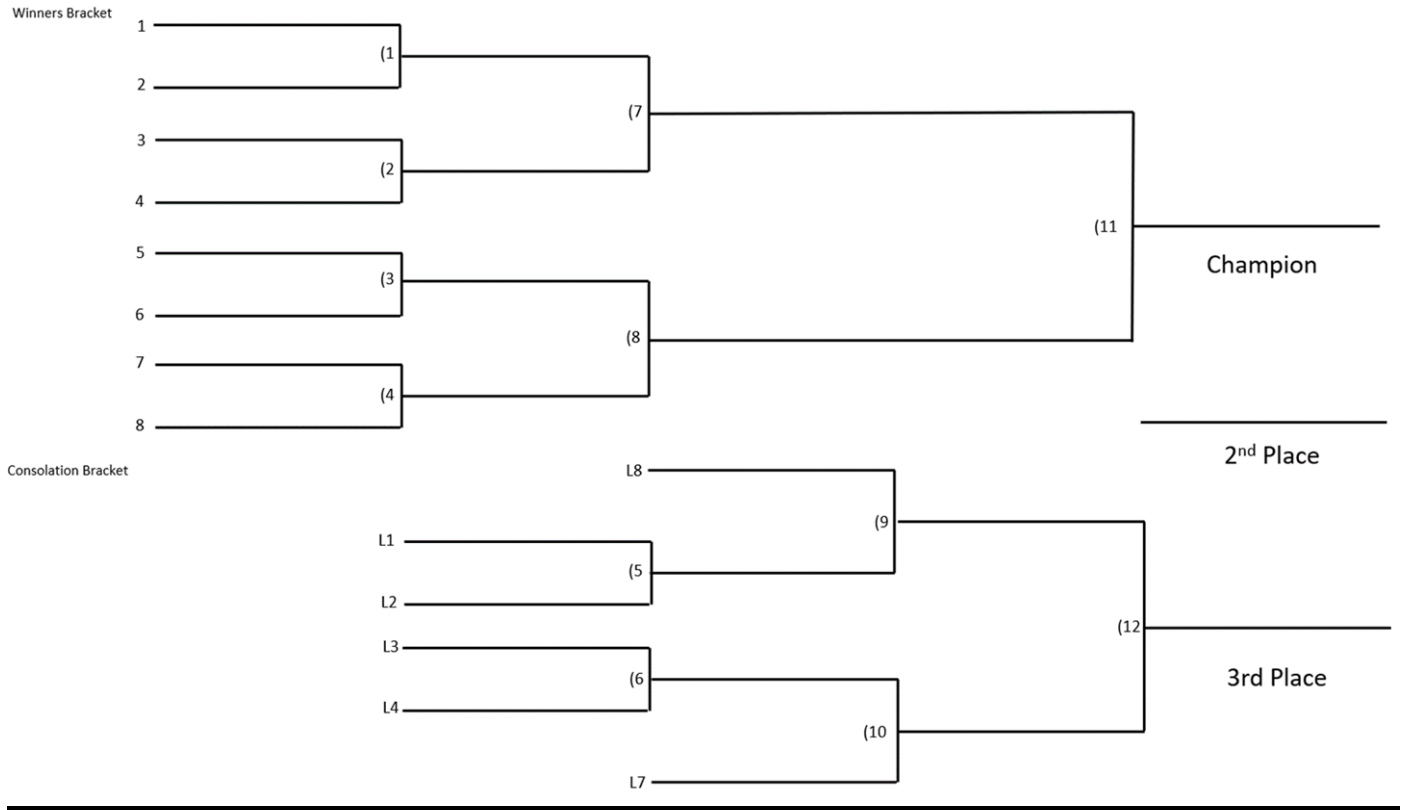 Winners Bracket
1
(1
2
(7
3
(2
4
(11
5
(3
Champion
6
(8
7
(4
8
2nd Place
Consolation Bracket
L8
(9
L1
(5
L2
(12
L3
(6
3rd Place
L4
(10
L7